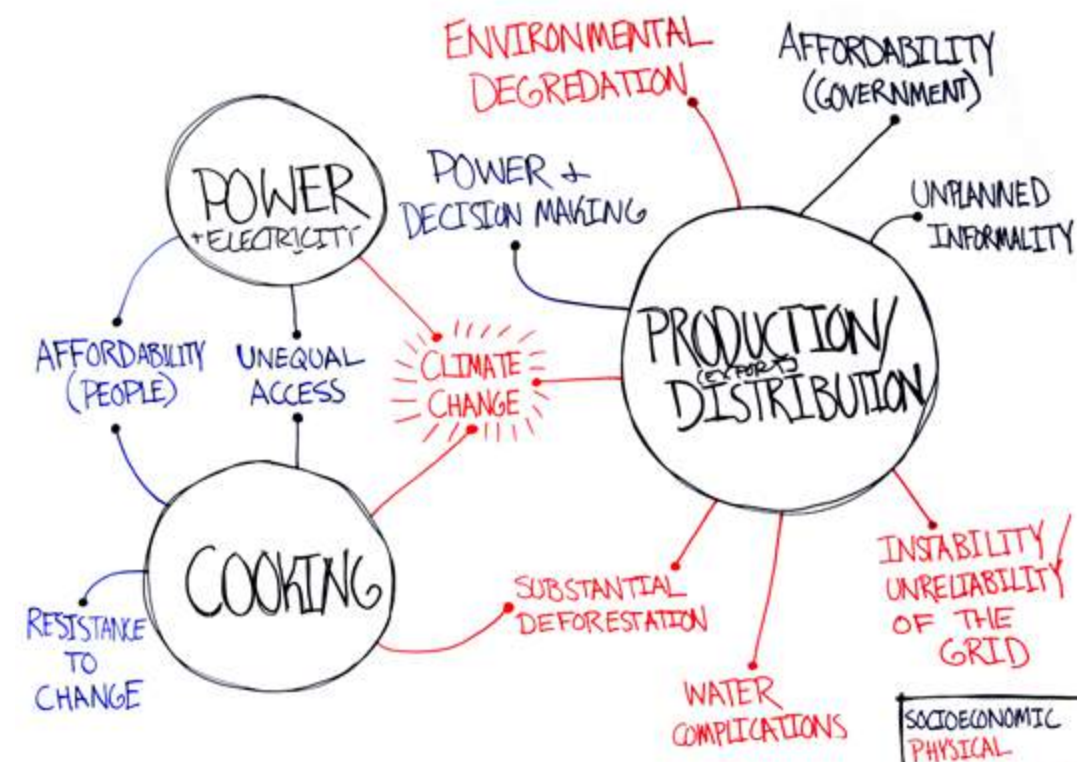 ENVIRONMENTAL
DEGREDATION
AFFORDABILITY
(GOVERNMENT)
POWER
+ ELECTRICITY
POWER +
DECISION MAKING
UNPLANNED
INFORMALITY
AFFORDABILITY
(PEOPLE)
UNEQUAL
ACCESS
CLIMATE
CHANGE
PRODUCTION/
(EXPORT)
DISTRIBUTION
COOKING
RESISTANCE
TO
CHANGE
SUBSTANTIAL
DEFORESTATION
INSTABILITY/
UNRELIABILITY
OF THE
GRID
WATER
COMPLICATIONS
SOCIOECONOMIC
PHYSICAL